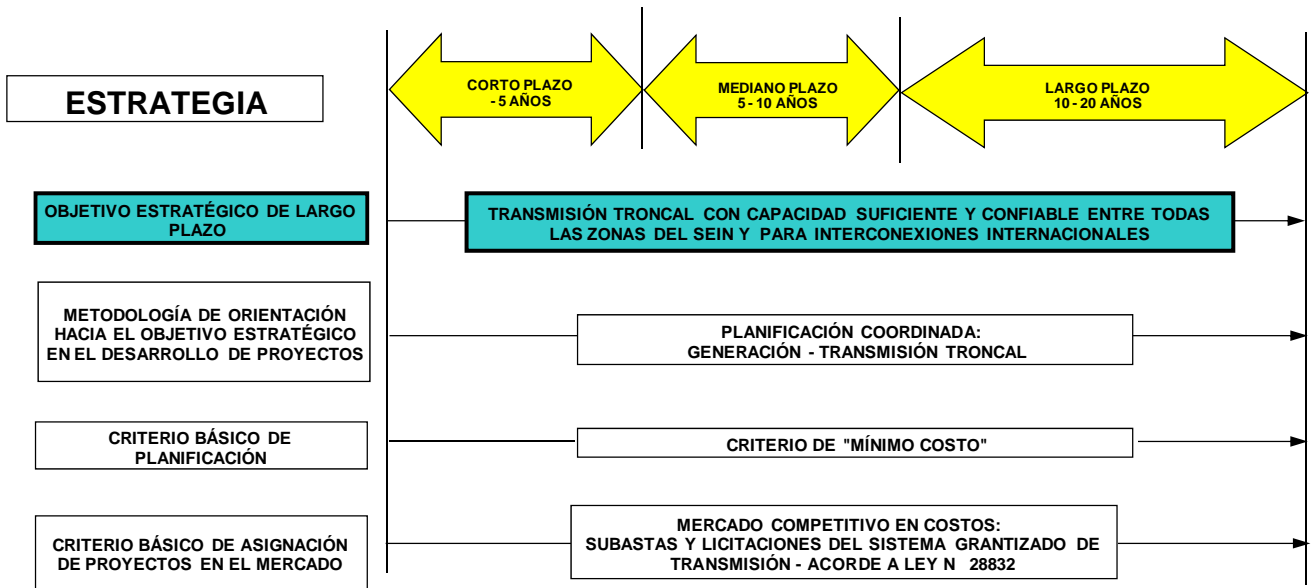 ESTRATEGIA
CORTO PLAZO
- 5 AÑOS
MEDIANO PLAZO
5 - 10 AÑOS
LARGO PLAZO
10 - 20 AÑOS
OBJETIVO ESTRATÉGICO DE LARGO
PLAZO
TRANSMISIÓN TRONCAL CON CAPACIDAD SUFICIENTE Y CONFIABLE ENTRE TODAS
LAS ZONAS DEL SEIN Y PARA INTERCONEXIONES INTERNACIONALES
METODOLOGÍA DE ORIENTACIÓN
HACIA EL OBJETIVO ESTRATÉGICO
EN EL DESARROLLO DE PROYECTOS
PLANIFICACIÓN COORDINADA:
GENERACIÓN - TRANSMISIÓN TRONCAL
CRITERIO BÁSICO DE
PLANIFICACIÓN
CRITERIO DE "MÍNIMO COSTO"
CRITERIO BÁSICO DE ASIGNACIÓN
DE PROYECTOS EN EL MERCADO
MERCADO COMPETITIVO EN COSTOS:
SUBASTAS Y LICITACIONES DEL SISTEMA GRANTIZADO DE
TRANSMISIÓN - ACORDE A LEY N 28832